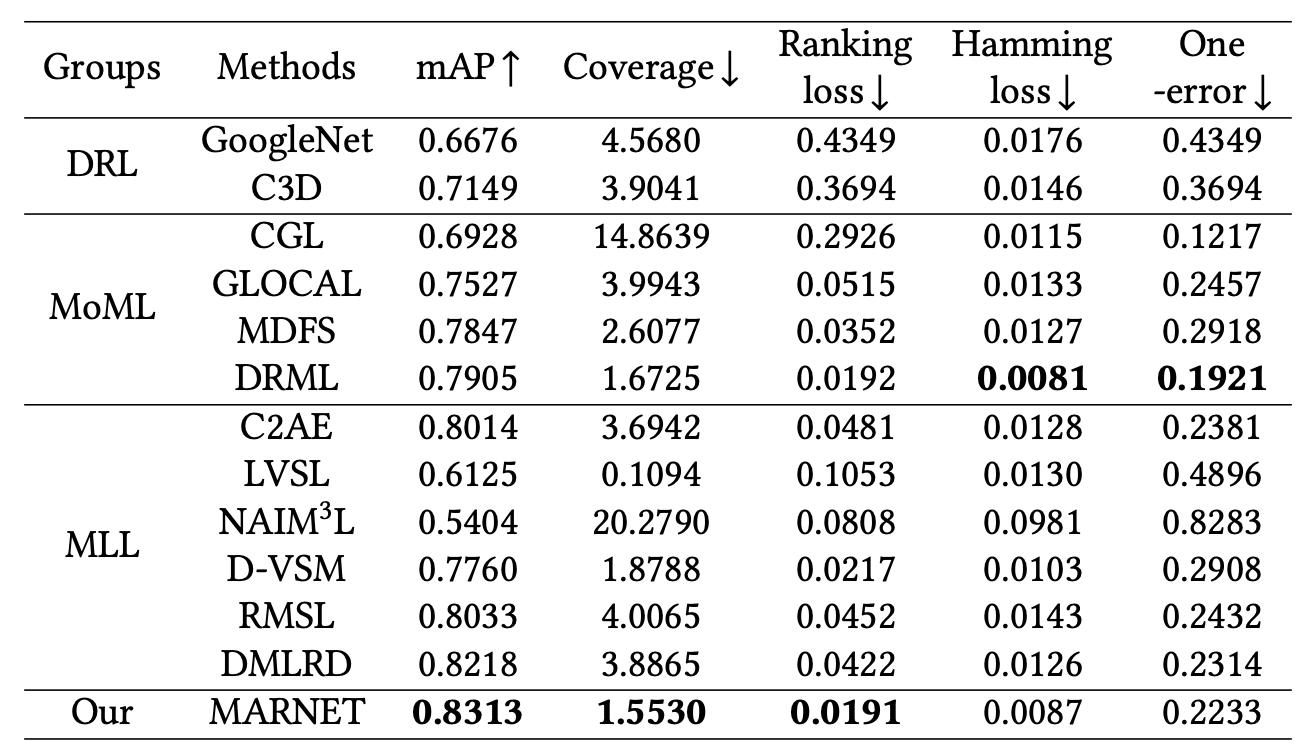 Groups Methods mAP↑ Coverage↓ Ranking loss↓ Hamming loss↓ One -error↓
DRL GoogleNet 0.6676 4.5680 0.4349 0.0176 0.4349
C3D 0.7149 3.9041 0.3694 0.0146 0.3694
MoML CGL 0.6928 14.8639 0.2926 0.0115 0.1217
GLOCAL 0.7527 3.9943 0.0515 0.0133 0.2457
MDFS 0.7847 2.6077 0.0352 0.0127 0.2918
DRML 0.7905 1.6725 0.0192 0.0081 0.1921
MLL C2AE 0.8014 3.6942 0.0481 0.0128 0.2381
LVSL 0.6125 0.1094 0.1053 0.0130 0.4896
NAIM³L 0.5404 20.2790 0.0808 0.0981 0.8283
D-VSM 0.7760 1.8788 0.0217 0.0103 0.2908
RMSL 0.8033 4.0065 0.0452 0.0143 0.2432
DMLRD 0.8218 3.8865 0.0422 0.0126 0.2314
Our MARNET 0.8313 1.5530 0.0191 0.0087 0.2233